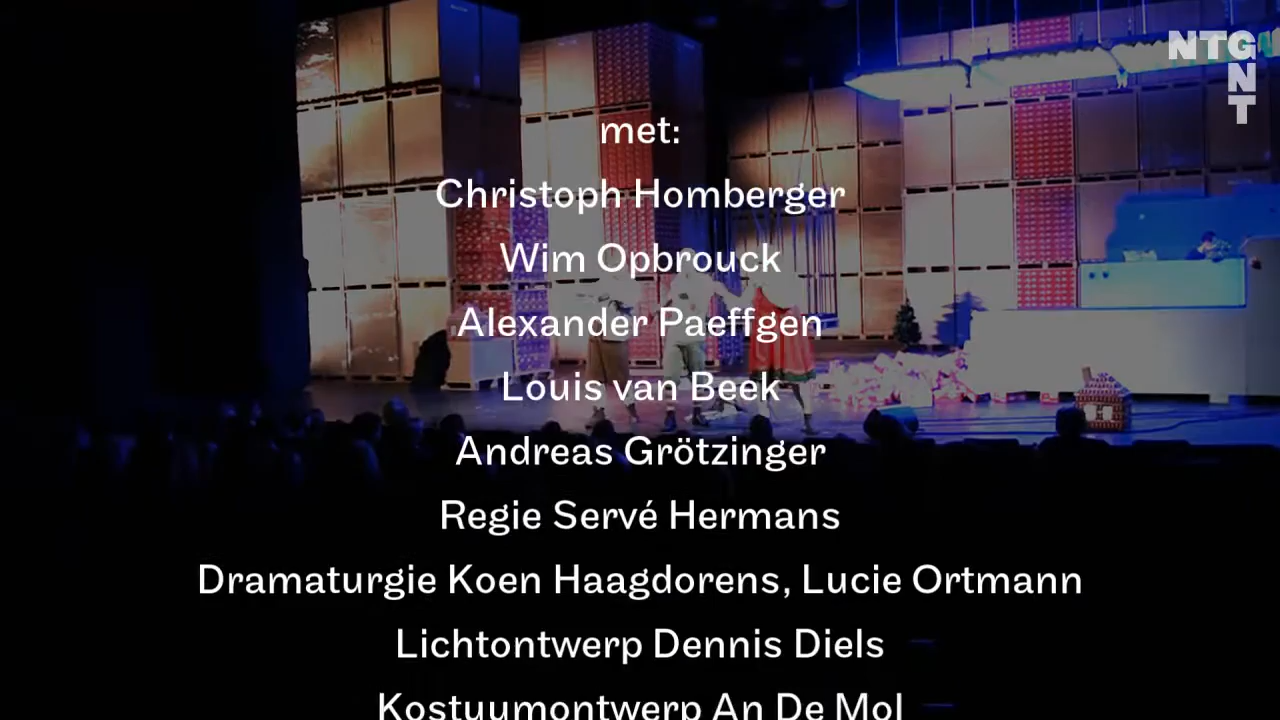 NTG
N
T
met:
Christoph Homberger
Wim Opbrouck
Alexander Paeffgen
Louis van Beek
Andreas Grötzinger
Regie Servé Hermans
Dramaturgie Koen Haagdorens, Lucie Ortmann
Lichtontwerp Dennis Diels
Kostuumontwerp An De Mol